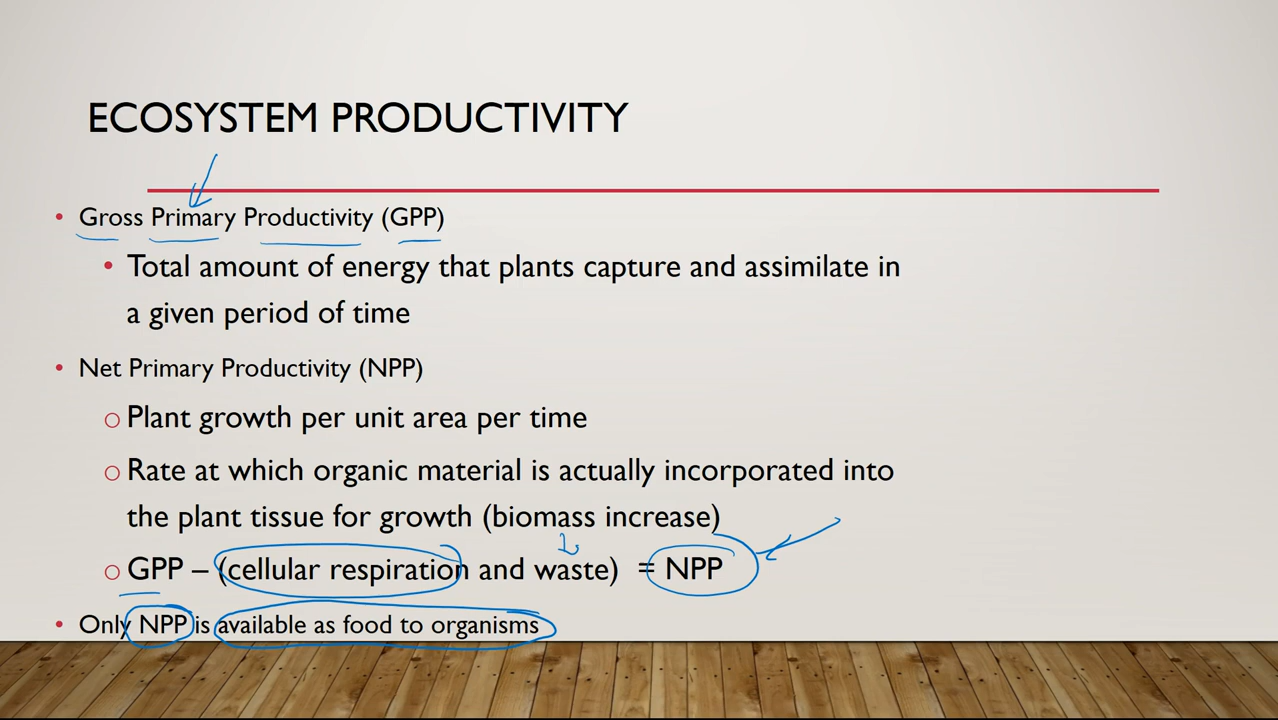 ECOSYSTEM PRODUCTIVITY
• Gross Primary Productivity (GPP)
• Total amount of energy that plants capture and assimilate in
a given period of time
• Net Primary Productivity (NPP)
○ Plant growth per unit area per time
○ Rate at which organic material is actually incorporated into
the plant tissue for growth (biomass increase)
○ GPP – (cellular respiration and waste) = NPP
• Only NPP is available as food to organisms